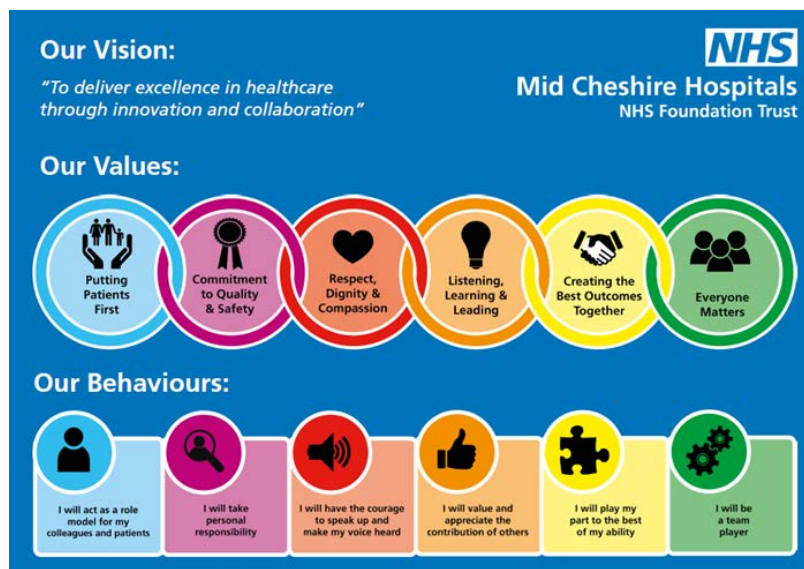 Our Vision:
"To deliver excellence in healthcare
through innovation and collaboration"
NHS
Mid Cheshire Hospitals
NHS Foundation Trust
Our Values:
Putting
Patients
First
Commitment
to Quality
& Safety
Respect,
Dignity &
Compassion
Listening,
Learning &
Leading
Creating the
Best Outcomes
Together
Everyone
Matters
Our Behaviours:
I will act as a role
model for my
colleagues and patients
I will take
personal
responsibility
I will have the courage
to speak up and
make my voice heard
I will value and
appreciate the
contribution of others
I will play my
part to the best
of my ability
I will be
a team
player